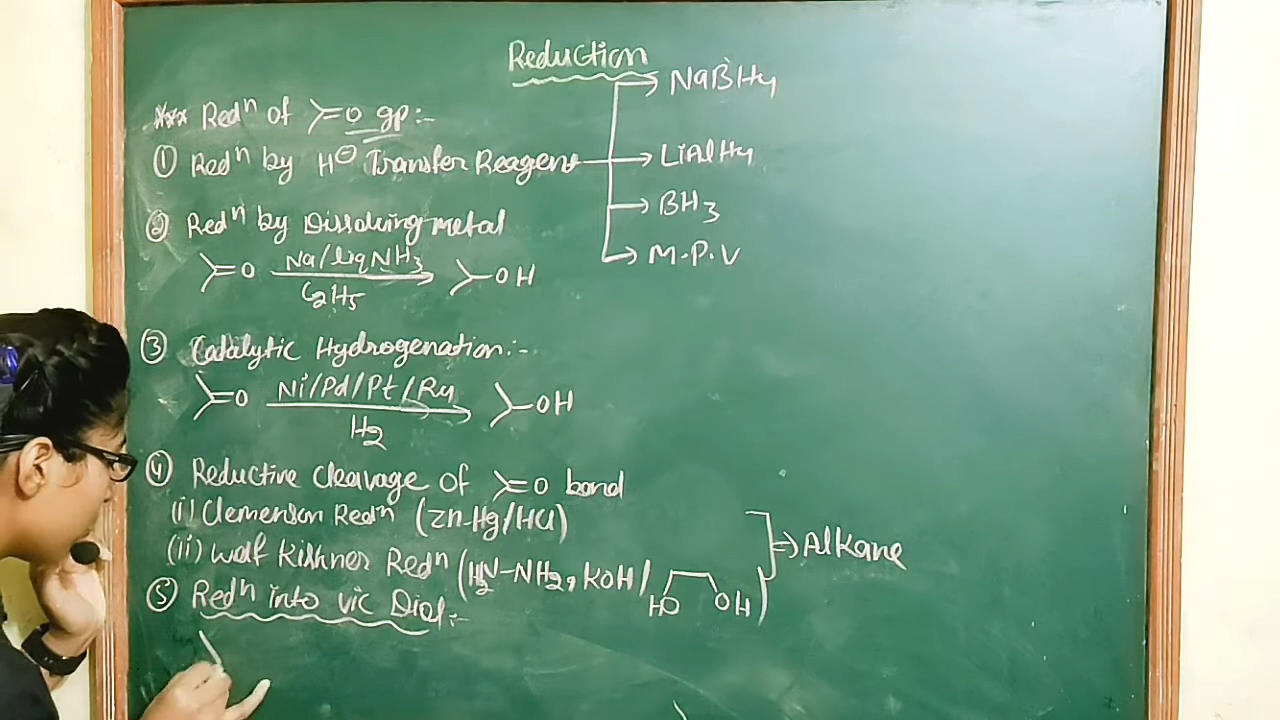 Reduction
*** Redⁿ of >=O gp:-
① Redⁿ by H⊖ Transfer Reagent
→ NaBH4
→ LiAlH4
→ BH3
→ M.P.V
② Redⁿ by Dissolving metal
>=O Na/liq NH3 → >-OH
C2H5
③ Catalytic Hydrogenation:-
>=O Ni/Pd/Pt/Ru → >-OH
H2
④ Reductive Cleavage of >=O bond
(i) Clemenson Redⁿ (Zn-Hg/HCl)
(ii) Wolf Kishner Redⁿ (H2N-NH2, KOH/ HO OH)
→ Alkane
⑤ Redⁿ into vic Diol:-